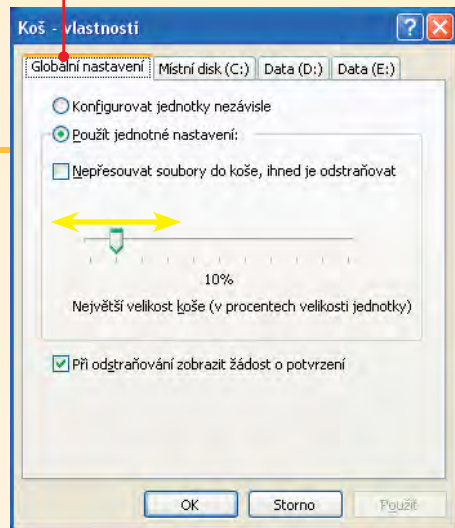 Koš - vlastnosti
Globální nastavení Místní disk (C:) Data (D:) Data (E:)
Konfigurovat jednotky nezávisle
Použít jednotné nastavení:
Nepřesouvat soubory do koše, ihned je odstraňovat
10%
Největší velikost koše (v procentech velikosti jednotky)
Při odstraňování zobrazit žádost o potvrzení
OK Storno Použít